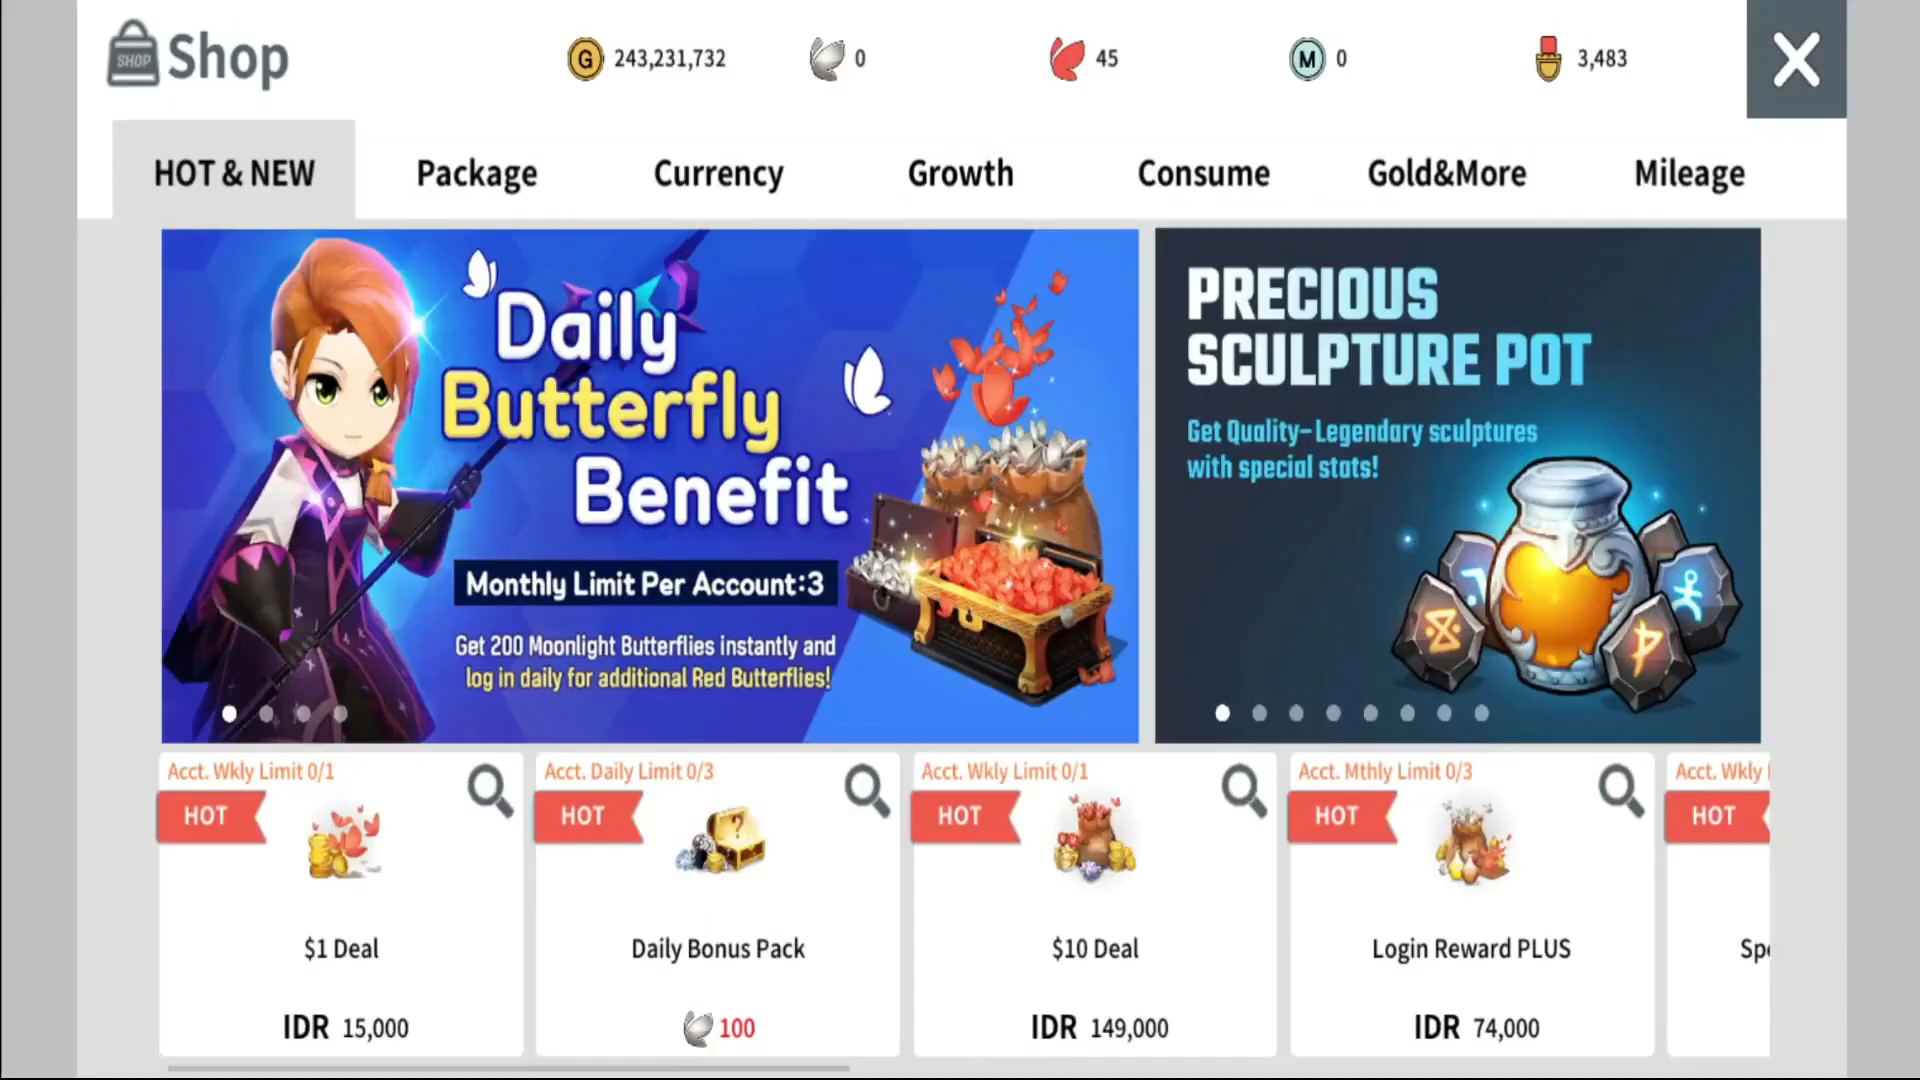 SHOP
Shop
G 243,231,732
0
45
M 0
3,483
X
HOT & NEW
Package
Currency
Growth
Consume
Gold&More
Mileage
Daily
Butterfly
Benefit
Monthly Limit Per Account:3
Get 200 Moonlight Butterflies instantly and
log in daily for additional Red Butterflies!
PRECIOUS
SCULPTURE POT
Get Quality-Legendary sculptures
with special stats!
Acct. Wkly Limit 0/1
HOT
$1 Deal
IDR 15,000
Acct. Daily Limit 0/3
HOT
?
Daily Bonus Pack
100
Acct. Wkly Limit 0/1
HOT
$10 Deal
IDR 149,000
Acct. Mthly Limit 0/3
HOT
Login Reward PLUS
IDR 74,000
Acct. Wkly
HOT